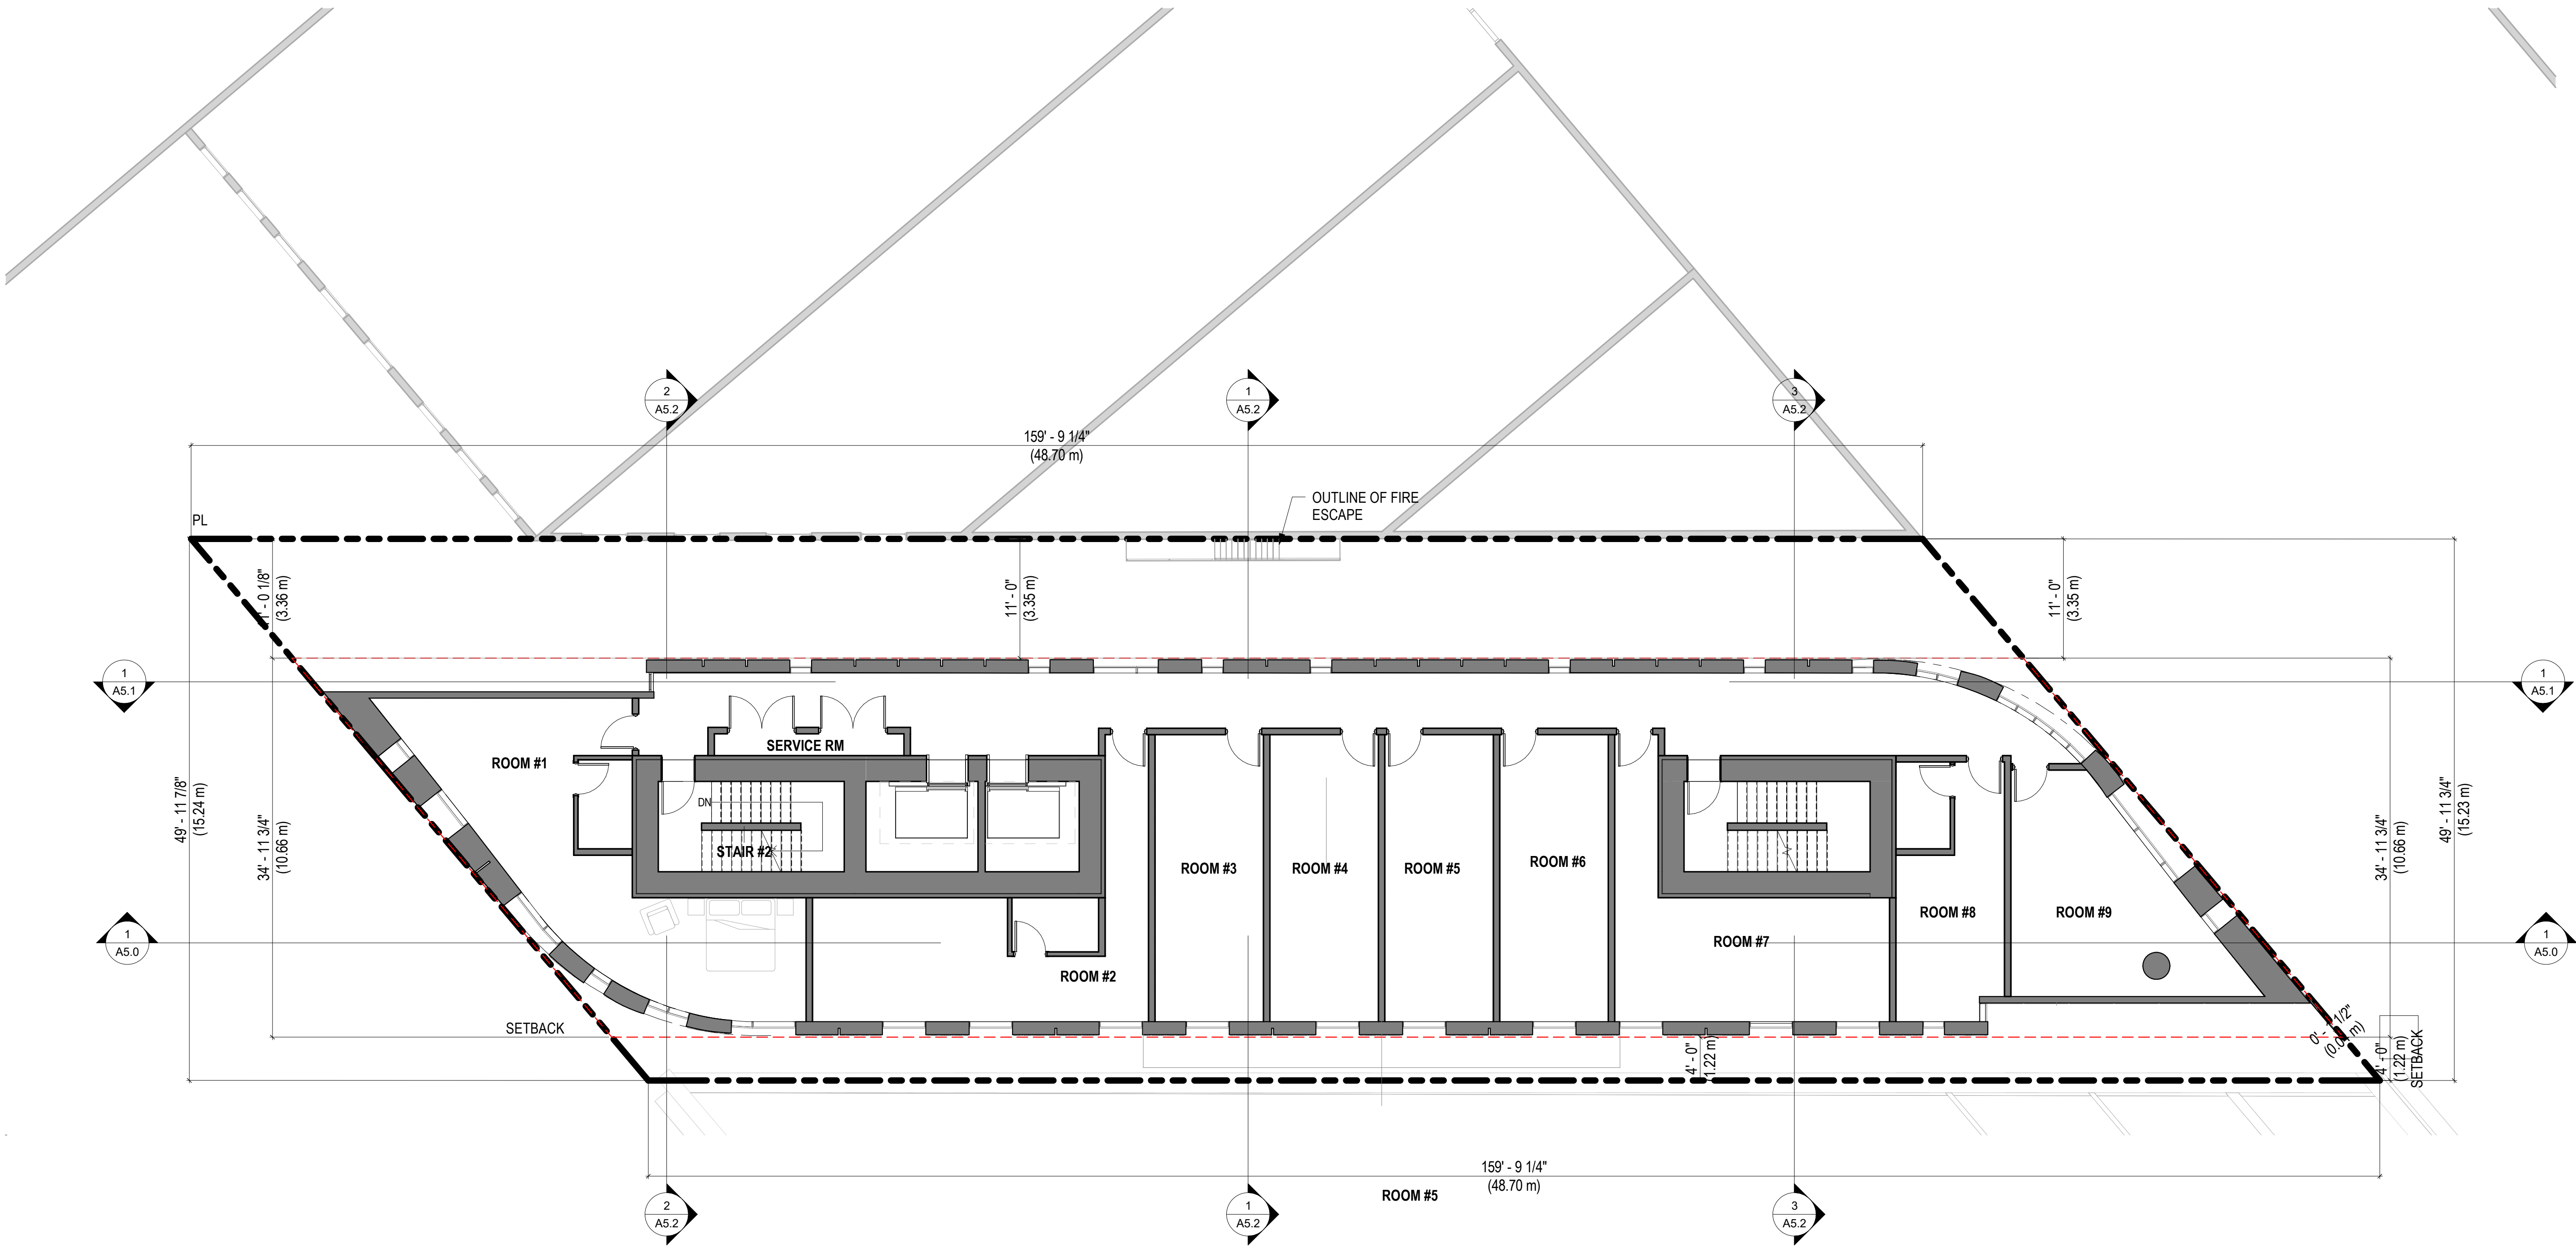 2
A5.2
1
A5.2
3
A5.2
159' - 9 1/4"
(48.70 m)
OUTLINE OF FIRE
ESCAPE
PL
(3.36 m)
11' - 0"
(3.35 m)
11' - 0"
(3.35 m)
1
A5.1
1
A5.1
SERVICE RM
ROOM #1
DN
STAIR #2
49' - 11 7/8"
(15.24 m)
34' - 11 3/4"
(10.66 m)
34' - 11 3/4"
(10.66 m)
49' - 11 3/4"
(15.23 m)
ROOM #3
ROOM #4
ROOM #5
ROOM #6
ROOM #8
ROOM #9
1
A5.0
ROOM #7
1
A5.0
ROOM #2
SETBACK
4' - 0"
(1.22 m)
4' - 0"
(1.22 m)
SETBACK
159' - 9 1/4"
(48.70 m)
ROOM #5
2
A5.2
1
A5.2
3
A5.2